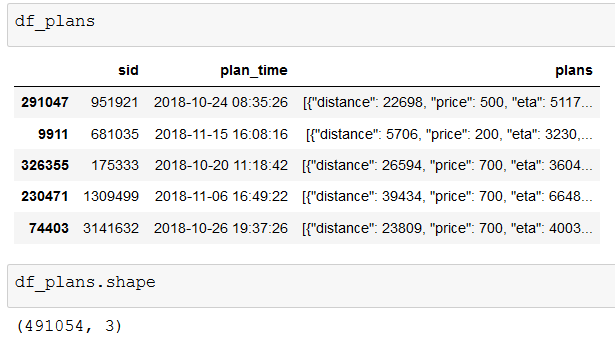 df_plans
sid plan_time plans
291047 951921 2018-10-24 08:35:26 [{"distance": 22698, "price": 500, "eta": 5117...
9911 681035 2018-11-15 16:08:16 [{"distance": 5706, "price": 200, "eta": 3230,...
326355 175333 2018-10-20 11:18:42 [{"distance": 26594, "price": 700, "eta": 3604...
230471 1309499 2018-11-06 16:49:22 [{"distance": 39434, "price": 700, "eta": 6648...
74403 3141632 2018-10-26 19:37:26 [{"distance": 23809, "price": 700, "eta": 4003...
df_plans.shape
(491054, 3)